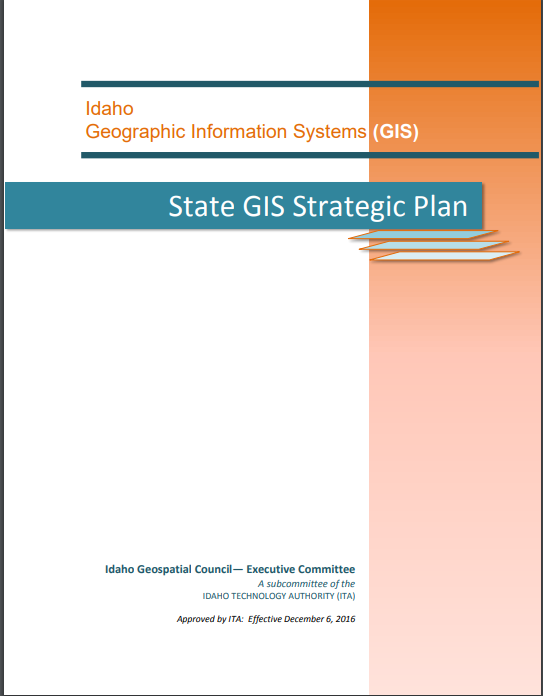 Idaho
Geographic Information Systems (GIS)
State GIS Strategic Plan
Idaho Geospatial Council— Executive Committee
A subcommittee of the
IDAHO TECHNOLOGY AUTHORITY (ITA)
Approved by ITA: Effective December 6, 2016